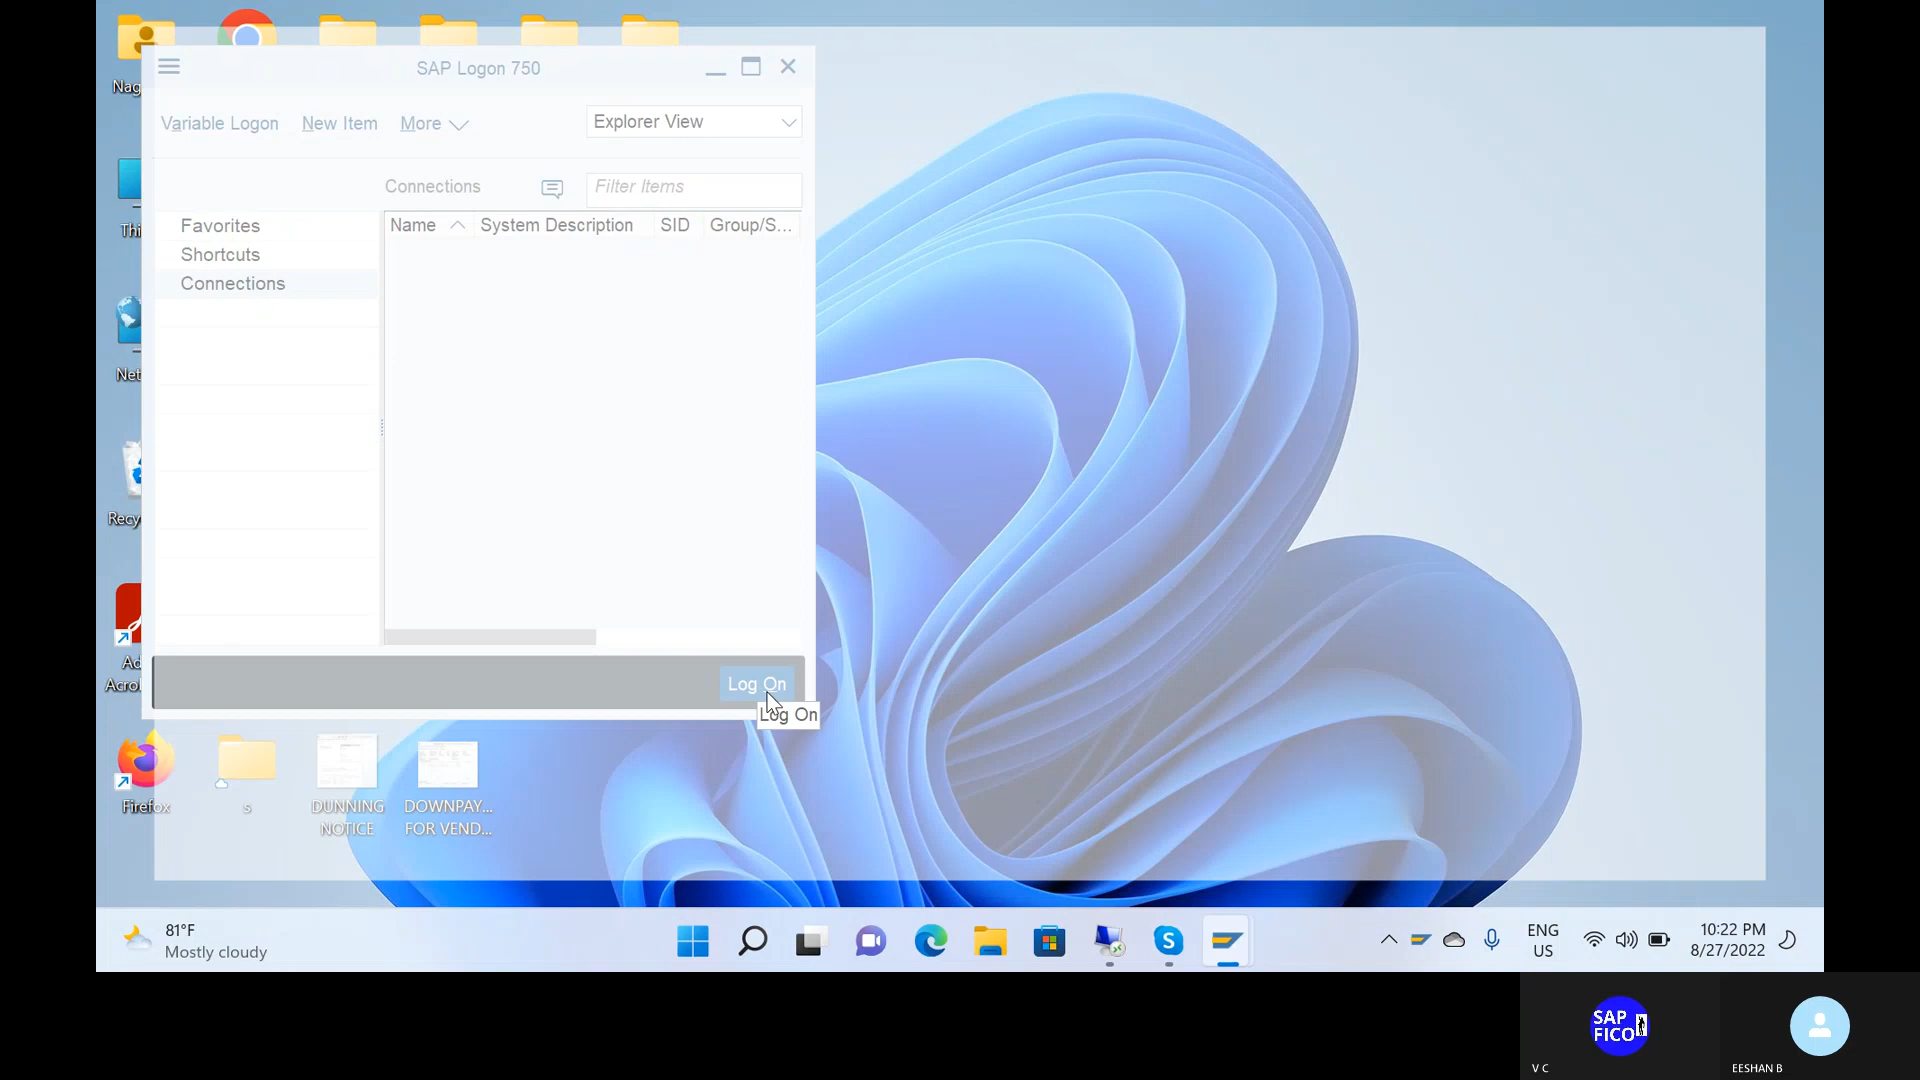 Nag
SAP Logon 750
Variable Logon New Item More Explorer View
Connections Filter Items
Favorites
Shortcuts
Connections
Name System Description SID Group/S...
Thi
Net
Recy
Ad
Acrol
Log On
Log On
Firefox
s
DUNNING
NOTICE
DOWNPAY...
FOR VEND...
81°F
Mostly cloudy
ENG
US
10:22 PM
8/27/2022
SAP
FICO
V C
EESHAN B